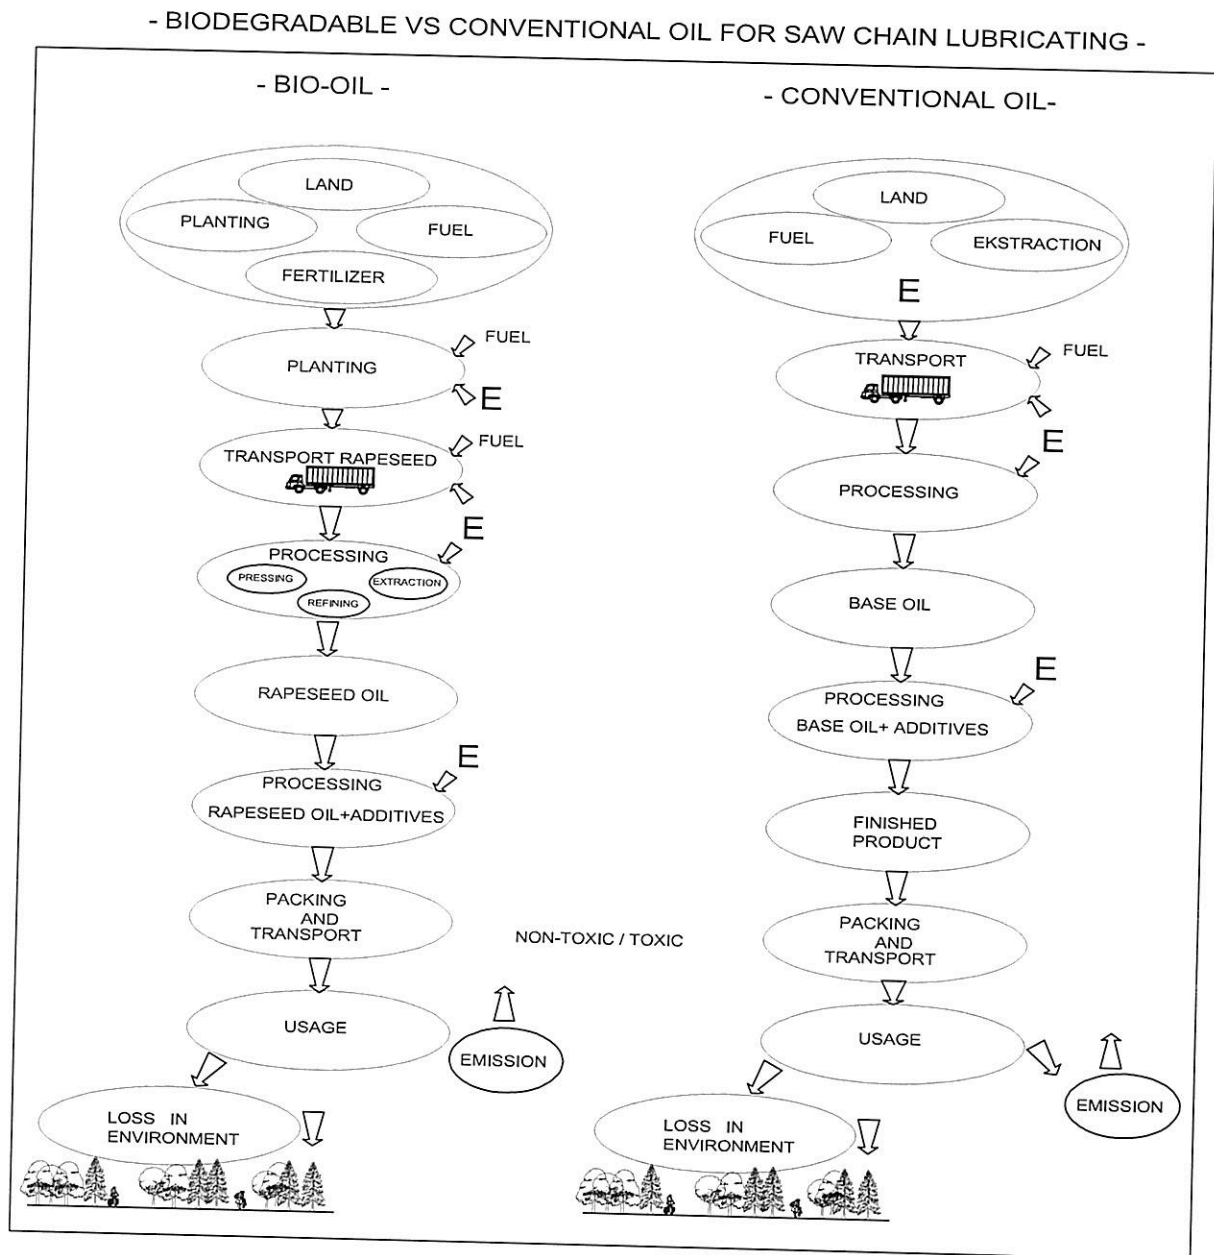 - BIODEGRADABLE VS CONVENTIONAL OIL FOR SAW CHAIN LUBRICATING -
- BIO-OIL -
LAND
PLANTING
FUEL
FERTILIZER
FUEL
PLANTING
E
FUEL
TRANSPORT RAPESEED
E
PROCESSING
PRESSING
EXTRACTION
REFINING
RAPESEED OIL
E
PROCESSING
RAPESEED OIL+ADDITIVES
PACKING
AND
TRANSPORT
NON-TOXIC / TOXIC
USAGE
EMISSION
LOSS IN
ENVIRONMENT
- CONVENTIONAL OIL-
LAND
FUEL
EKSTRACTION
E
TRANSPORT
FUEL
E
PROCESSING
BASE OIL
E
PROCESSING
BASE OIL+ ADDITIVES
FINISHED
PRODUCT
PACKING
AND
TRANSPORT
USAGE
EMISSION
LOSS IN
ENVIRONMENT